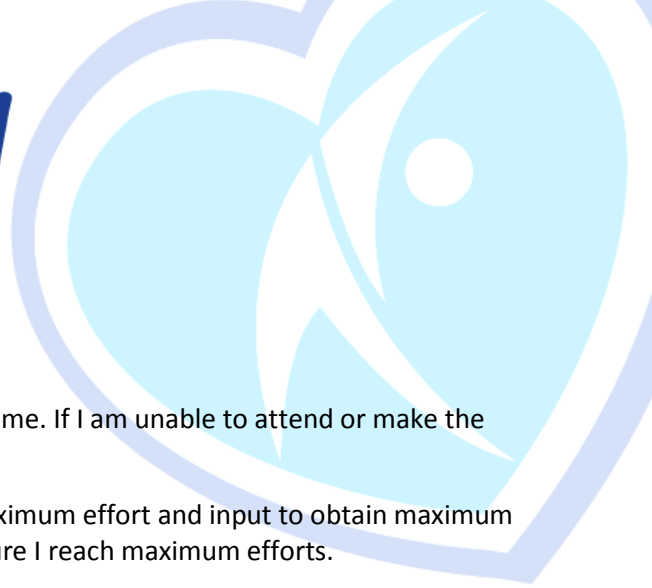 me. If I am unable to attend or make the
ximum effort and input to obtain maximum
ure I reach maximum efforts.